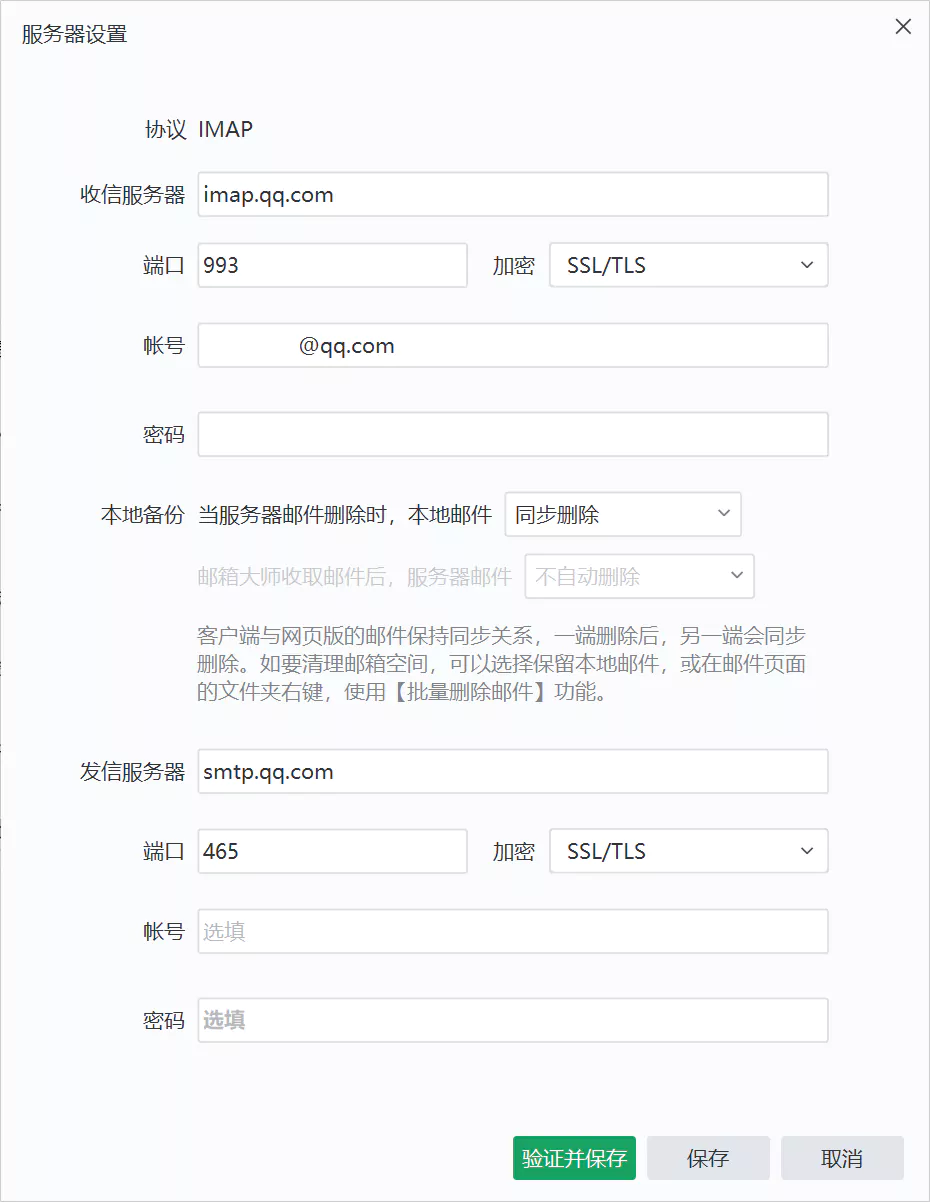 服务器设置
协议 IMAP
收信服务器 imap.qq.com
端口 993 加密 SSL/TLS
帐号 @qq.com
密码
本地备份 当服务器邮件删除时，本地邮件 同步删除
邮箱大师收取邮件后，服务器邮件 不自动删除
客户端与网页版的邮件保持同步关系，一端删除后，另一端会同步
删除。如要清理邮箱空间，可以选择保留本地邮件，或在邮件页面
的文件夹右键，使用【批量删除邮件】功能。
发信服务器 smtp.qq.com
端口 465 加密 SSL/TLS
帐号 选填
密码 选填
验证并保存 保存 取消